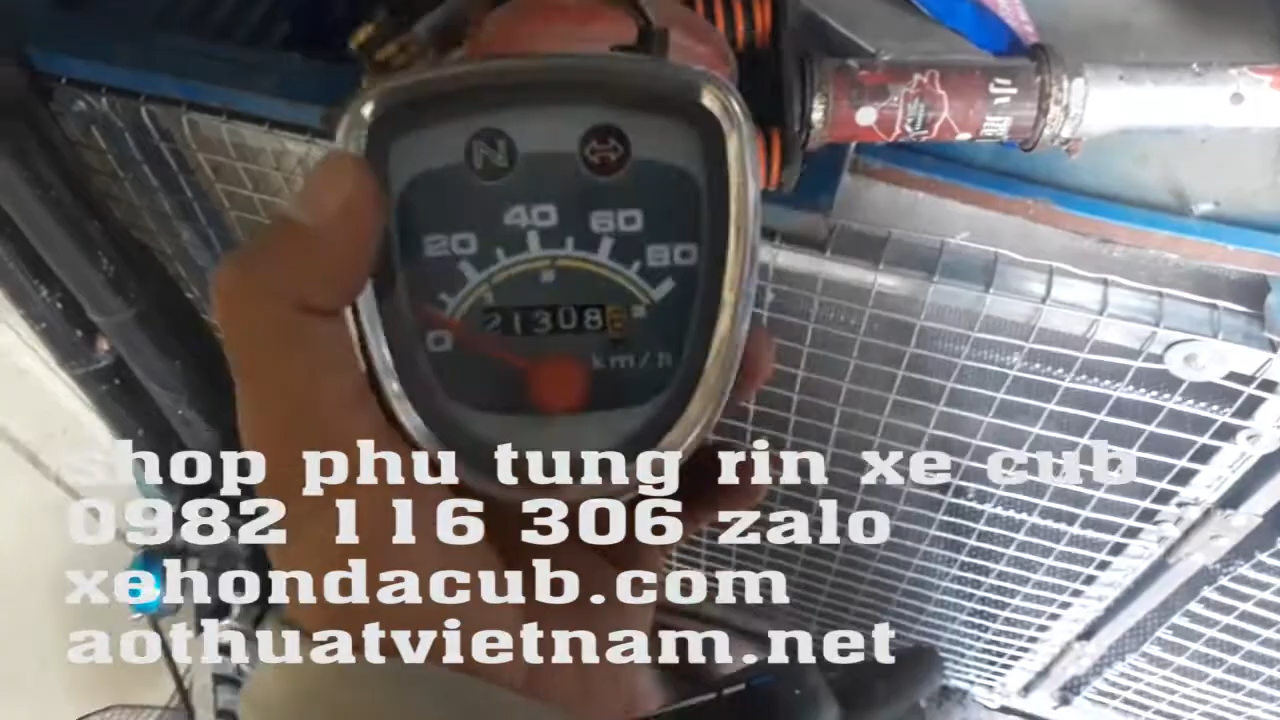 N
40 60
20 80
0
21308
km/h
shop phu tung rin xe cub
0982 116 306 zalo
xehondacub.com
aothuatvietnam.net